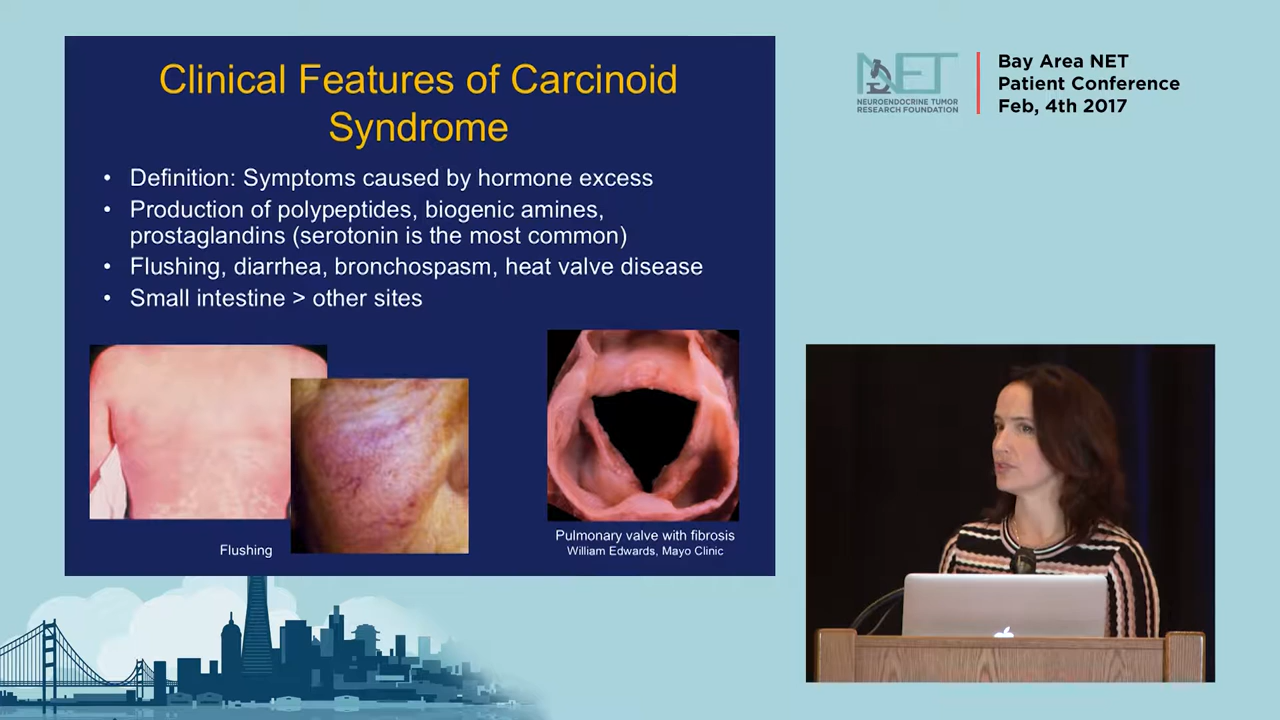 Clinical Features of Carcinoid
Syndrome
• Definition: Symptoms caused by hormone excess
• Production of polypeptides, biogenic amines,
prostaglandins (serotonin is the most common)
• Flushing, diarrhea, bronchospasm, heat valve disease
• Small intestine > other sites
Flushing
Pulmonary valve with fibrosis
William Edwards, Mayo Clinic
NET
NEUROENDOCRINE TUMOR
RESEARCH FOUNDATION
Bay Area NET
Patient Conference
Feb, 4th 2017